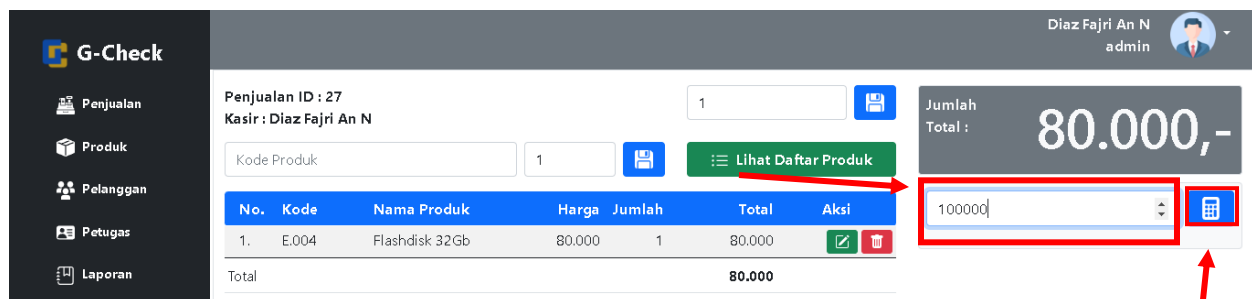 G-Check
Diaz Fajri An N
admin
Penjualan
Produk
Pelanggan
Petugas
Laporan
Penjualan ID : 27
Kasir : Diaz Fajri An N
1
Kode Produk
1
Lihat Daftar Produk
No. Kode Nama Produk Harga Jumlah Total Aksi
1. E.004 Flashdisk 32Gb 80.000 1 80.000
Total 80.000
Jumlah
Total :
80.000,-
100000